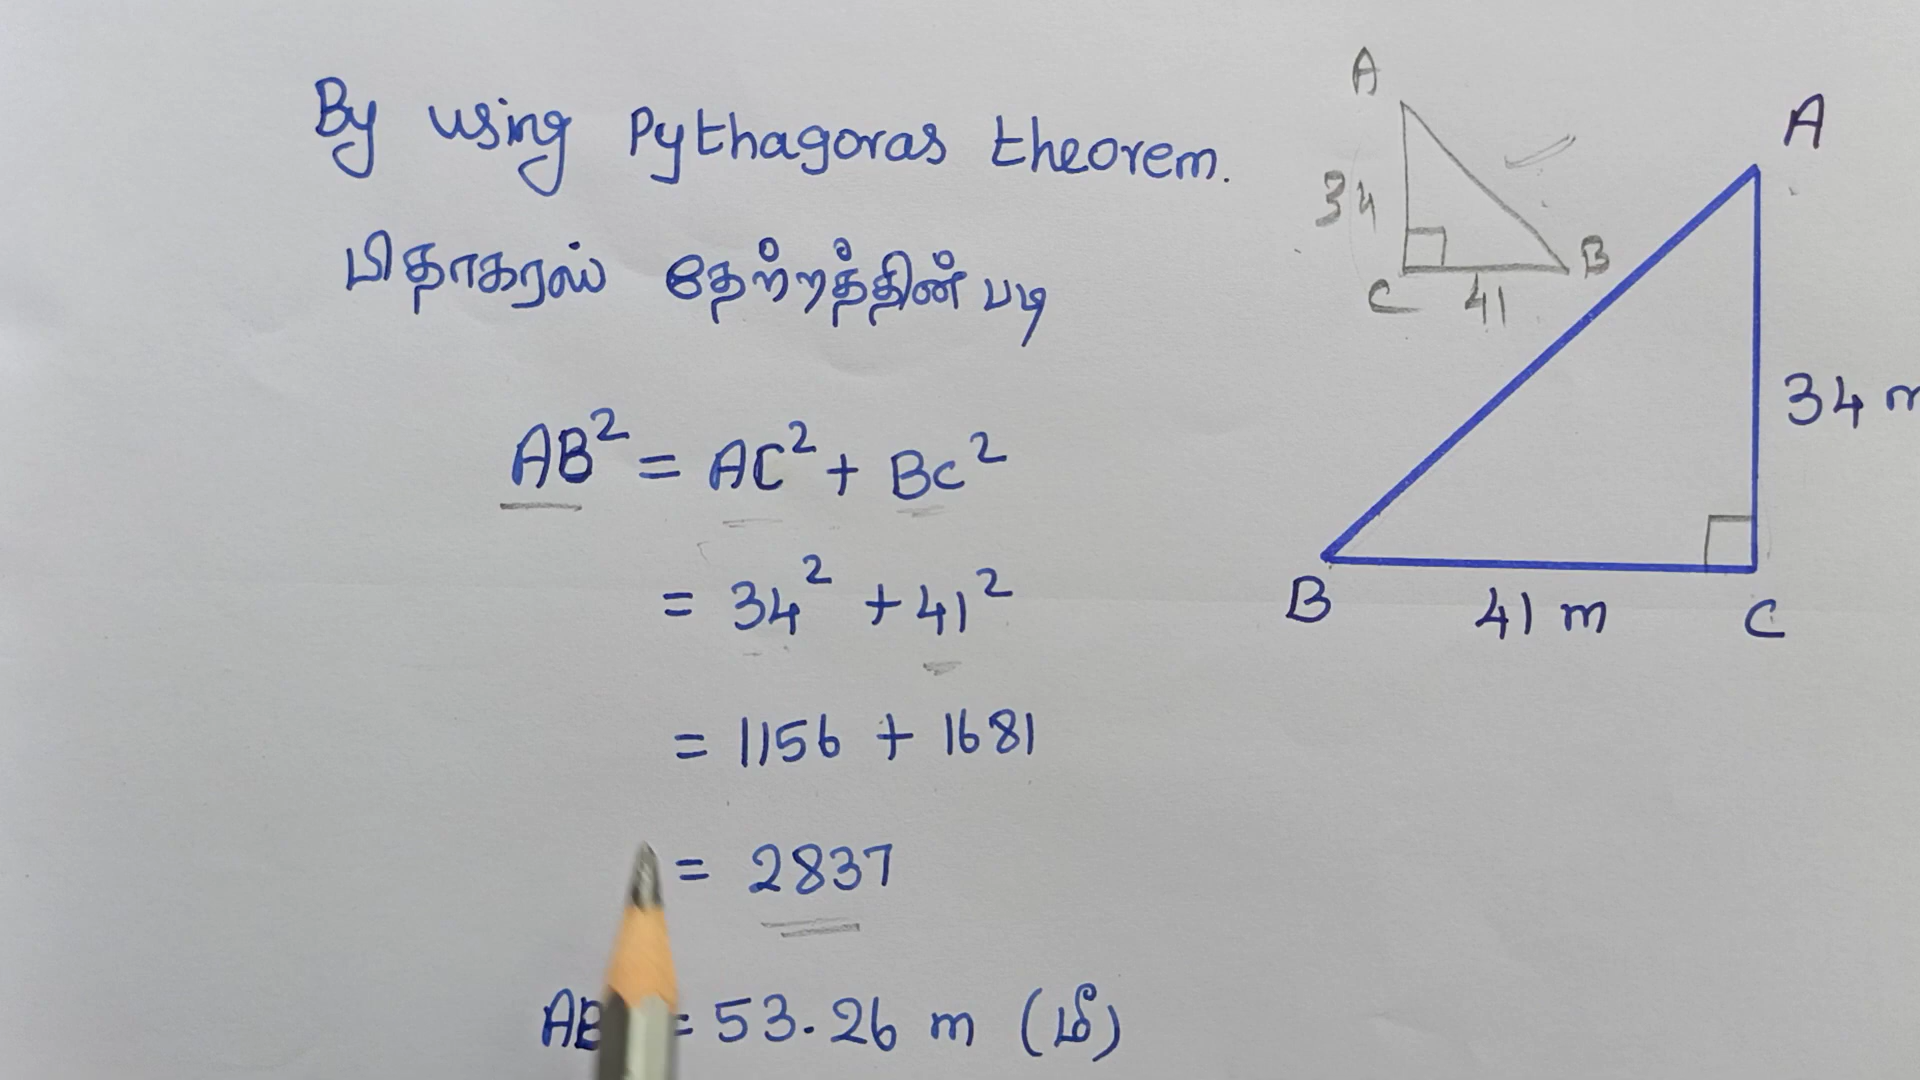 By using Pythagoras theorem.
பிதாகரஸ் தேற்றத்தின் படி
AB² = AC² + BC²
= 34² + 41²
= 1156 + 1681
= 2837
AB = 53.26 m (மீ)
A
34
C
41
B
A
34 m
B
41 m
C